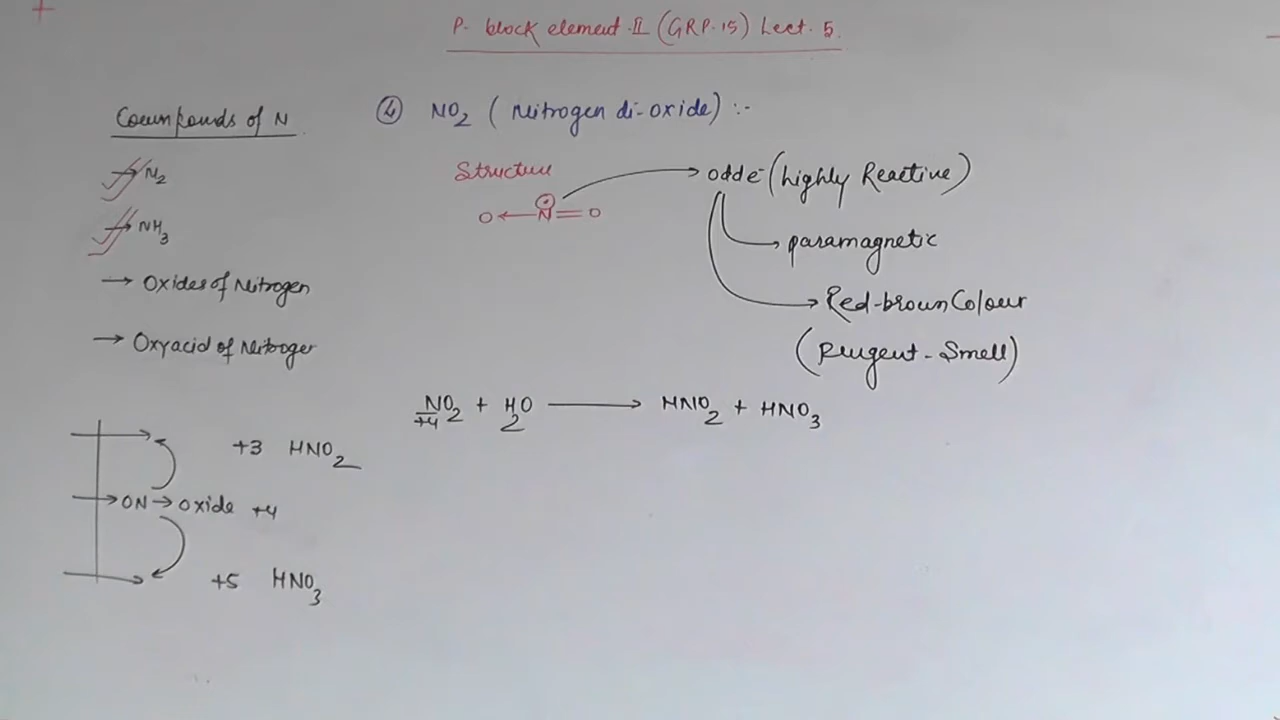 P- block element-II (GRP-15) Lect. 5.
Compounds of N
→ N₂
→ NH₃
→ Oxides of Nitrogen
→ Oxyacid of Nitrogen
④ NO₂ (Nitrogen di-oxide) :-
Structure
O ← N = O
odd e⁻ (highly Reactive)
paramagnetic
Red-brown Colour
(Pungent - Smell)
NO₂ + H₂O → HNO₂ + HNO₃
+4
+3 HNO₂
ON → oxide +4
+5 HNO₃